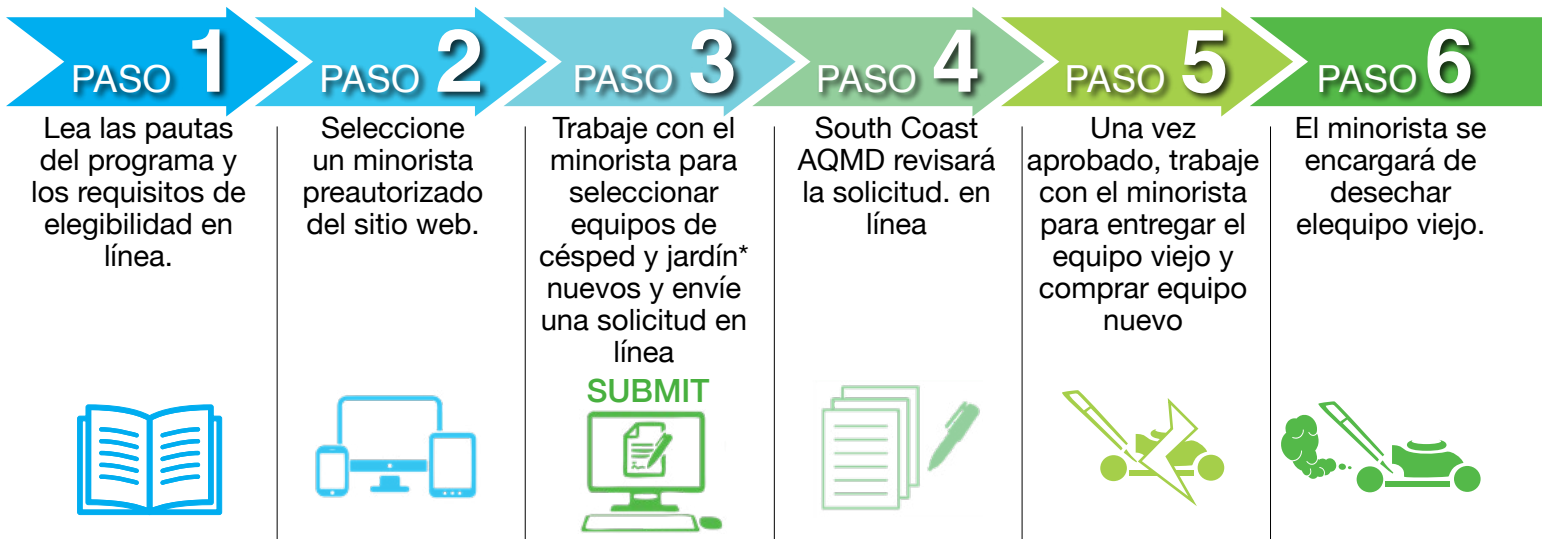 PASO 1
Lea las pautas
del programa y
los requisitos de
elegibilidad en
línea.
PASO 2
Seleccione
un minorista
preautorizado
del sitio web.
PASO 3
Trabaje con el
minorista para
seleccionar
equipos de
césped y jardín*
nuevos y envíe
una solicitud en
línea
SUBMIT
PASO 4
South Coast
AQMD revisará
la solicitud. en
línea
PASO 5
Una vez
aprobado, trabaje
con el minorista
para entregar el
equipo viejo y
comprar equipo
nuevo
PASO 6
El minorista se
encargará de
desechar
elequipo viejo.